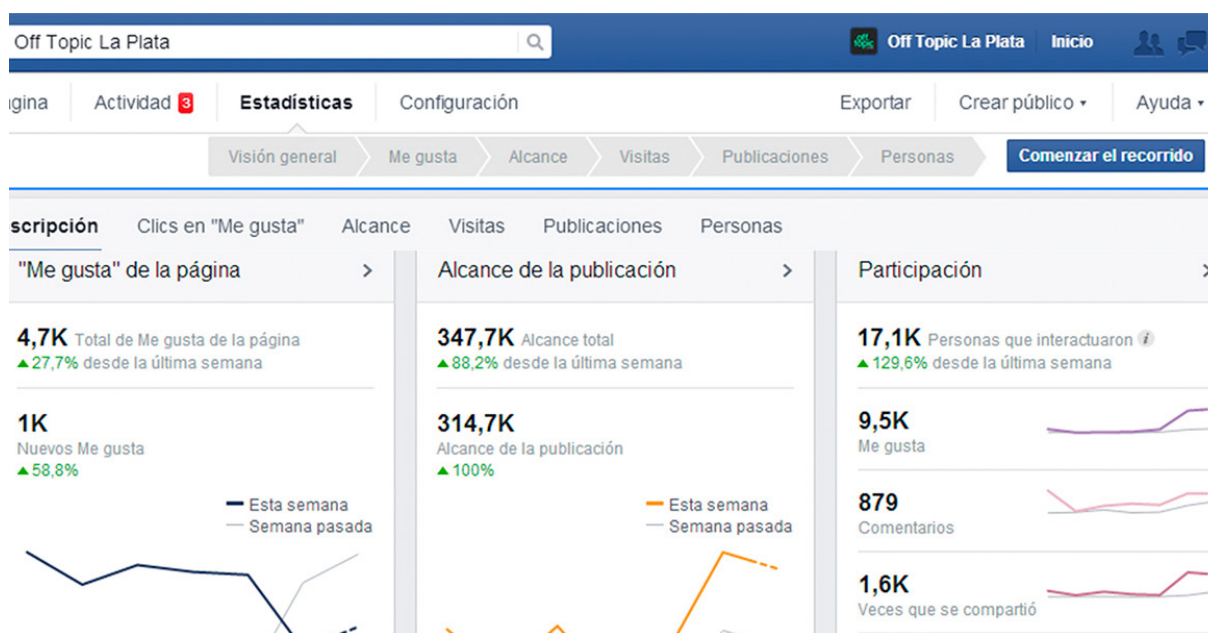 Off Topic La Plata
Off Topic La Plata Inicio
Actividad 3 Estadísticas Configuración Exportar Crear público Ayuda
Visión general Me gusta Alcance Visitas Publicaciones Personas Comenzar el recorrido
Clics en "Me gusta" Alcance Visitas Publicaciones Personas
"Me gusta" de la página
4,7K Total de Me gusta de la página
27,7% desde la última semana
1K
Nuevos Me gusta
58,8%
Esta semana
Semana pasada
Alcance de la publicación
347,7K Alcance total
88,2% desde la última semana
314,7K
Alcance de la publicación
100%
Esta semana
Semana pasada
Participación
17,1K Personas que interactuaron i
129,6% desde la última semana
9,5K
Me gusta
879
Comentarios
1,6K
Veces que se compartió